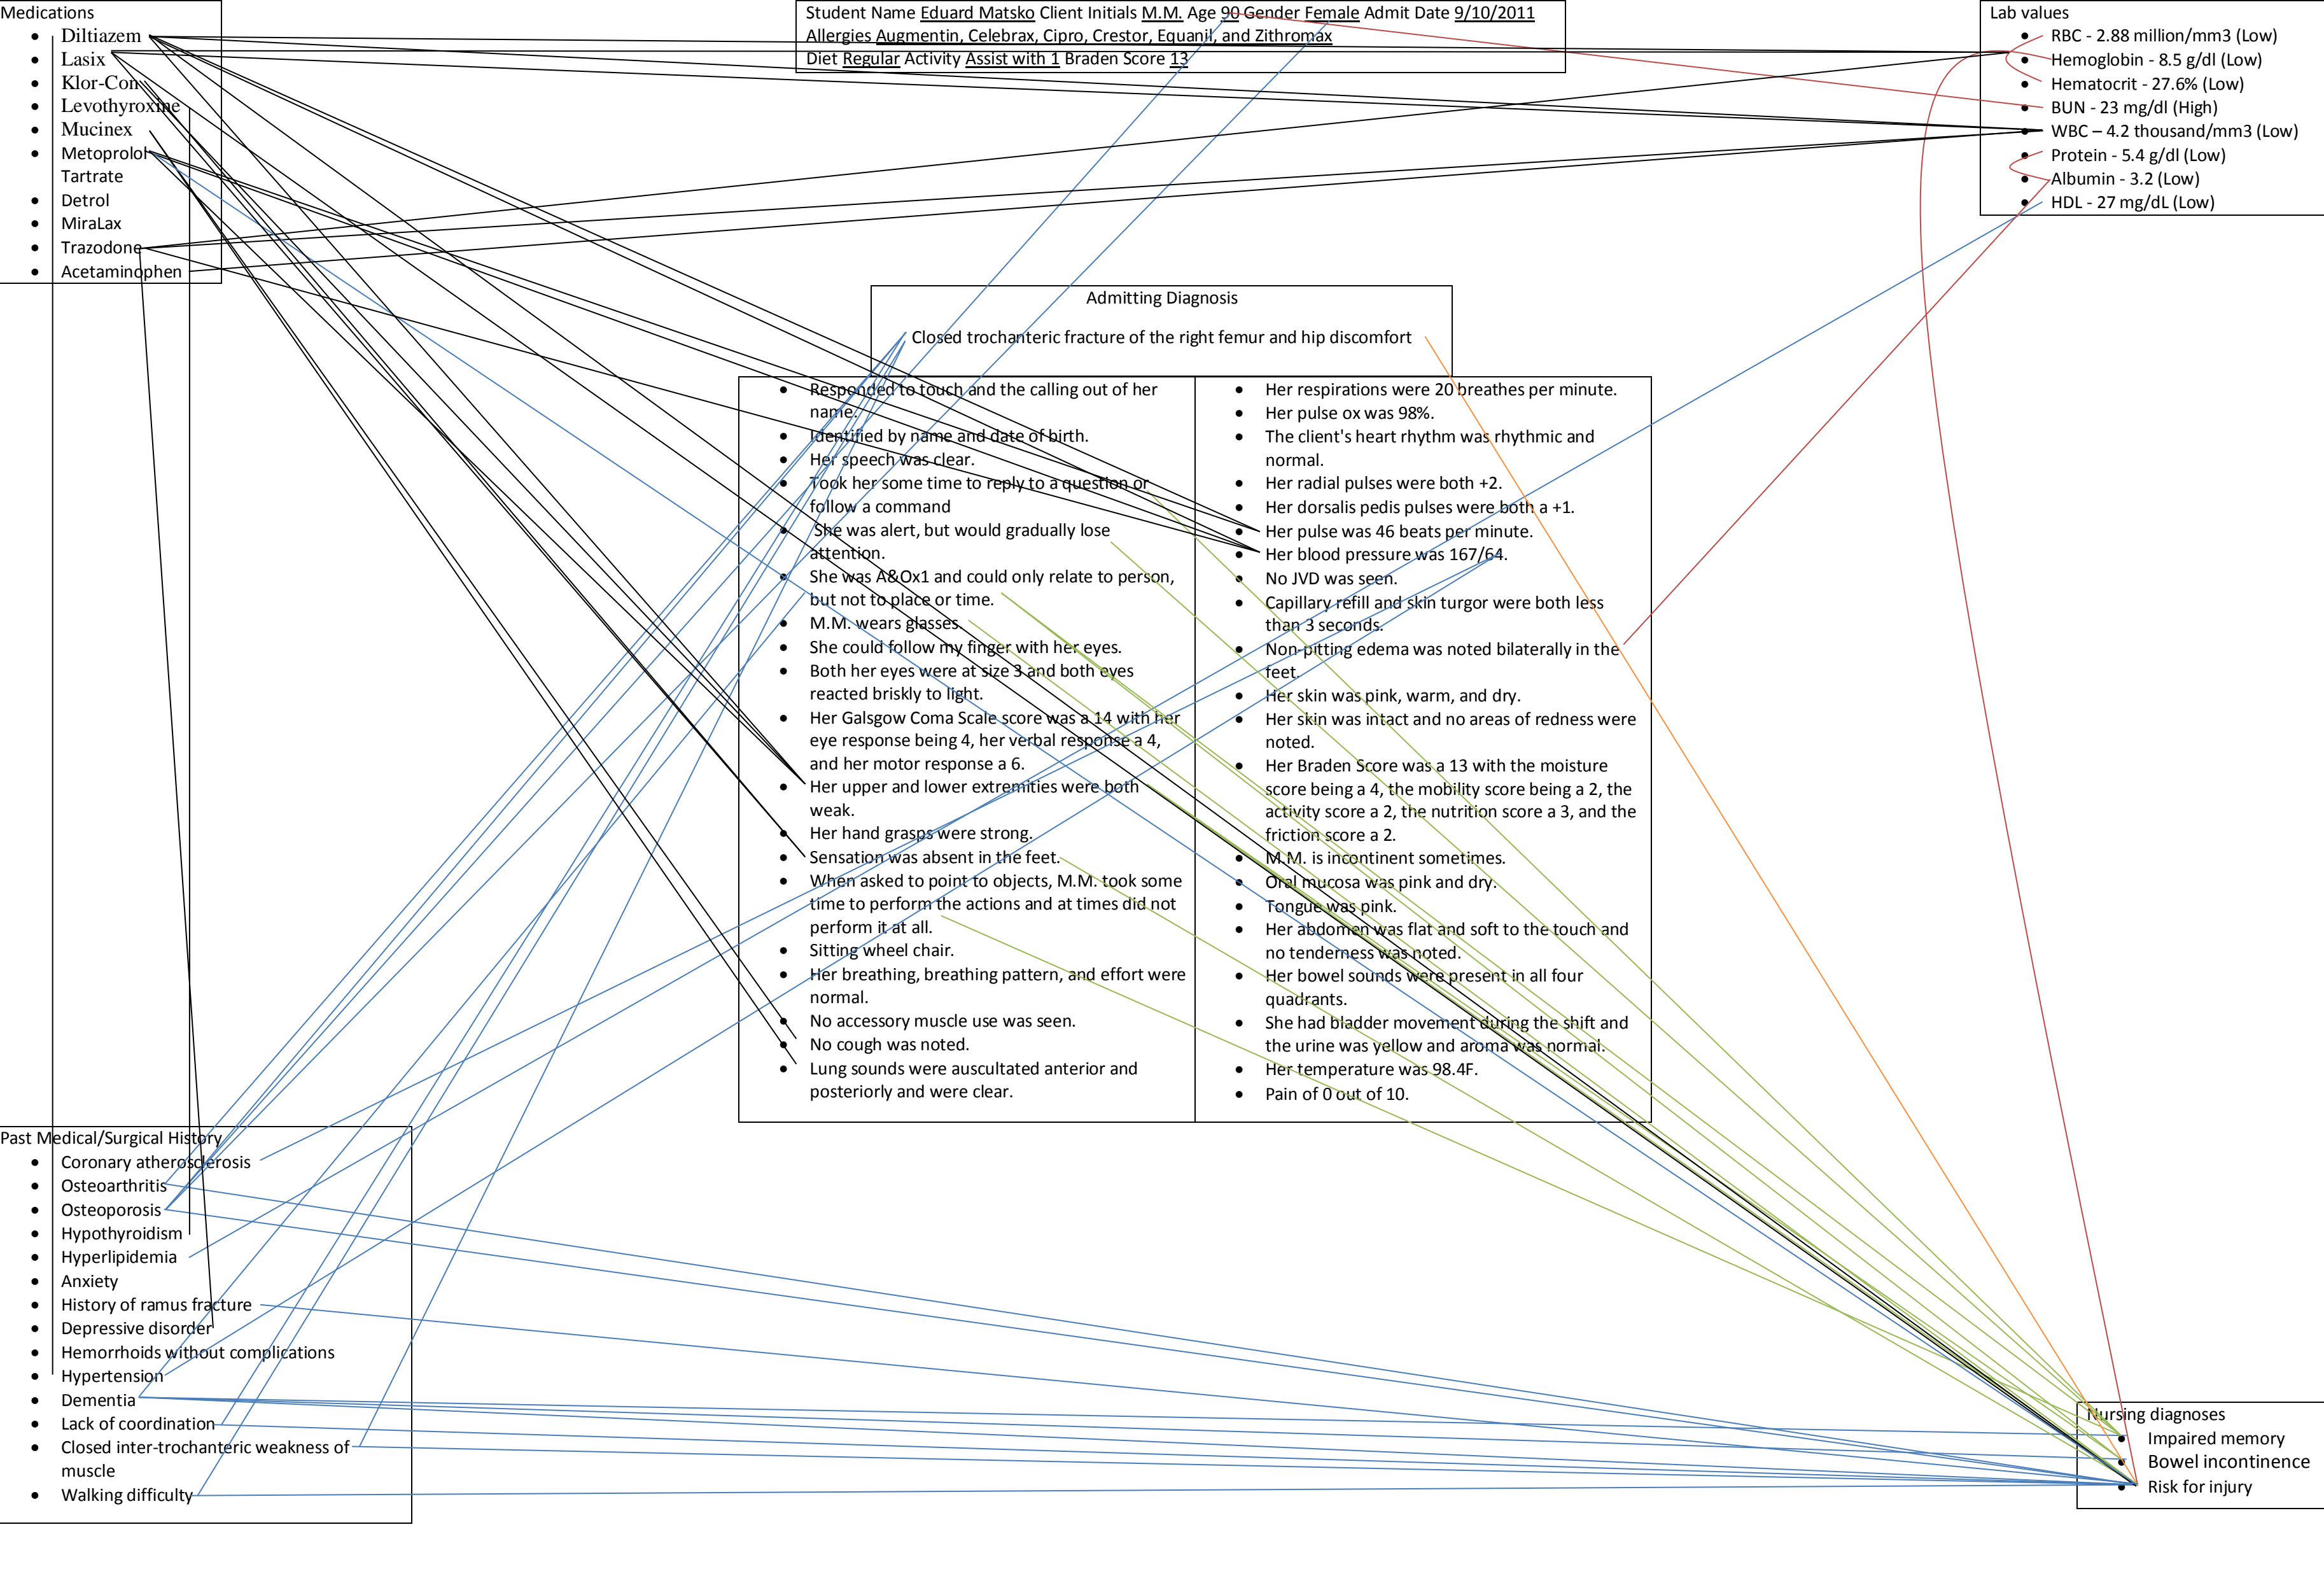 Medications
Diltiazem
Lasix
Klor-Con
Levothyroxine
Mucinex
Metoprolol
Tartrate
Detrol
MiraLax
Trazodone
Acetaminophen
Student Name Eduard Matsko Client Initials M.M. Age 90 Gender Female Admit Date 9/10/2011
Allergies Augmentin, Celebrax, Cipro, Crestor, Equanil, and Zithromax
Diet Regular Activity Assist with 1 Braden Score 13
Lab values
RBC - 2.88 million/mm3 (Low)
Hemoglobin - 8.5 g/dl (Low)
Hematocrit - 27.6% (Low)
BUN - 23 mg/dl (High)
WBC – 4.2 thousand/mm3 (Low)
Protein - 5.4 g/dl (Low)
Albumin - 3.2 (Low)
HDL - 27 mg/dL (Low)
Admitting Diagnosis
Closed trochanteric fracture of the right femur and hip discomfort
Responded to touch and the calling out of her
name.
Identified by name and date of birth.
Her speech was clear.
Took her some time to reply to a question or
follow a command
She was alert, but would gradually lose
attention.
She was A&Ox1 and could only relate to person,
but not to place or time.
M.M. wears glasses.
She could follow my finger with her eyes.
Both her eyes were at size 3 and both eyes
reacted briskly to light.
Her Galsgow Coma Scale score was a 14 with her
eye response being 4, her verbal response a 4,
and her motor response a 6.
Her upper and lower extremities were both
weak.
Her hand grasps were strong.
Sensation was absent in the feet.
When asked to point to objects, M.M. took some
time to perform the actions and at times did not
perform it at all.
Sitting wheel chair.
Her breathing, breathing pattern, and effort were
normal.
No accessory muscle use was seen.
No cough was noted.
Lung sounds were auscultated anterior and
posteriorly and were clear.
Her respirations were 20 breathes per minute.
Her pulse ox was 98%.
The client's heart rhythm was rhythmic and
normal.
Her radial pulses were both +2.
Her dorsalis pedis pulses were both a +1.
Her pulse was 46 beats per minute.
Her blood pressure was 167/64.
No JVD was seen.
Capillary refill and skin turgor were both less
than 3 seconds.
Non-pitting edema was noted bilaterally in the
feet.
Her skin was pink, warm, and dry.
Her skin was intact and no areas of redness were
noted.
Her Braden Score was a 13 with the moisture
score being a 4, the mobility score being a 2, the
activity score a 2, the nutrition score a 3, and the
friction score a 2.
M.M. is incontinent sometimes.
Oral mucosa was pink and dry.
Tongue was pink.
Her abdomen was flat and soft to the touch and
no tenderness was noted.
Her bowel sounds were present in all four
quadrants.
She had bladder movement during the shift and
the urine was yellow and aroma was normal.
Her temperature was 98.4F.
Pain of 0 out of 10.
Past Medical/Surgical History
Coronary atherosclerosis
Osteoarthritis
Osteoporosis
Hypothyroidism
Hyperlipidemia
Anxiety
History of ramus fracture
Depressive disorder
Hemorrhoids without complications
Hypertension
Dementia
Lack of coordination
Closed inter-trochanteric weakness of
muscle
Walking difficulty
Nursing diagnoses
Impaired memory
Bowel incontinence
Risk for injury